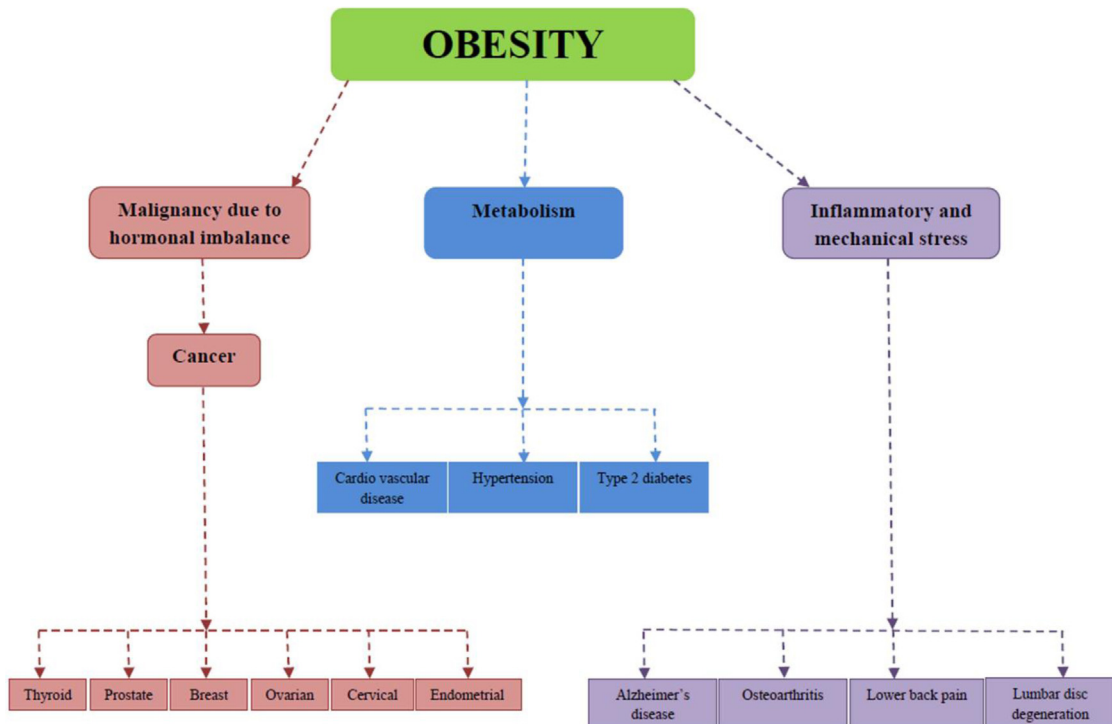 OBESITY
Malignancy due to
hormonal imbalance
Metabolism
Inflammatory and
mechanical stress
Cancer
Cardio vascular
disease
Hypertension
Type 2 diabetes
Thyroid
Prostate
Breast
Ovarian
Cervical
Endometrial
Alzheimer’s
disease
Osteoarthritis
Lower back pain
Lumbar disc
degeneration